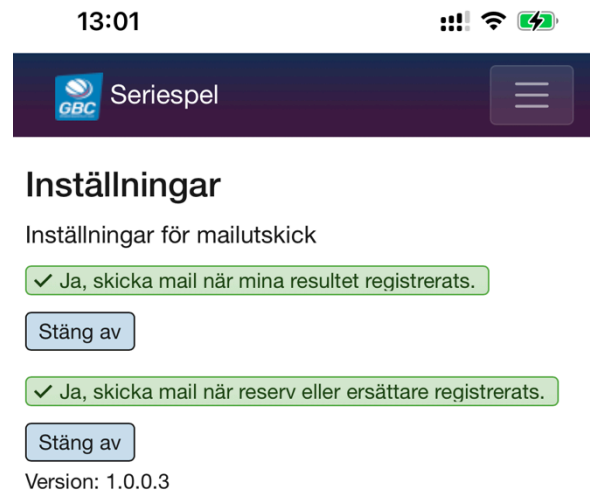 13:01
GBC Seriespel
Inställningar
Inställningar för mailutskick
✓ Ja, skicka mail när mina resultet registrerats.
Stäng av
✓ Ja, skicka mail när reserv eller ersättare registrerats.
Stäng av
Version: 1.0.0.3